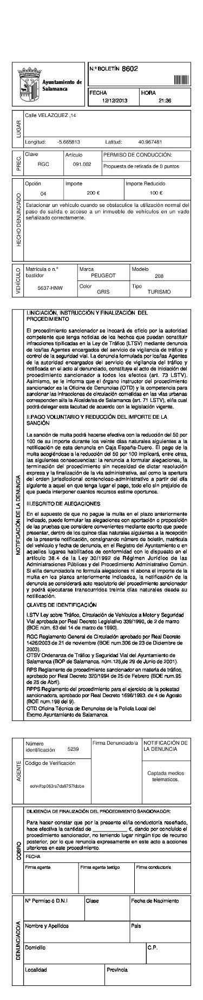 Ayuntamiento de
Salamanca
N.º BOLETÍN 8602
FECHA
12/12/2013
HORA
21:36
LUGAR
Calle VELAZQUEZ ,14
Longitud: -5.665813 Latitud: 40.967481
PREC.
Clave
RGC
Artículo
091.002
PERMISO DE CONDUCCIÓN:
Propuesta de retirada de 0 puntos
HECHO DENUNCIADO
Opción
04
Importe
200 €
Importe Reducido
100 €
Estacionar un vehículo cuando se obstaculice la utilización normal del
paso de salida o acceso a un inmueble de vehículos en un vado
señalizado correctamente.
VEHÍCULO
Matrícula o n.º
bastidor
5637-HNW
Marca
PEUGEOT
Modelo
208
Color
GRIS
Tipo
TURISMO
NOTIFICACIÓN DE LA DENUNCIA
I.INICIACIÓN, INSTRUCCIÓN Y FINALIZACIÓN DEL
PROCEDIMIENTO
El procedimiento sancionador se incoará de oficio por la autoridad
competente que tenga noticias de los hechos que puedan constituir
infracciones tipificadas en la Ley de Tráfico (LTSV) mediante denuncia
de los/las Agentes encargados del servicio de vigilancia de tráfico y
control de la seguridad vial. La denuncia formulada por los/las Agentes
de la autoridad encargados del servicio de vigilancia del tráfico y
notificada en el acto al denunciado, constituye el acto de iniciación del
procedimiento sancionador a todos los efectos (art. 73 LSTV).
Asimismo, se le informa que el órgano instructor del procedimiento
sancionador es la Oficina de Denuncias (OTD) y la competencia para
sancionar las infracciones de circulación cometidas en las vías urbanas
corresponden al/a la Alcalde/sa de Salamanca (art. 71 LSTV), el/la cual
podrá delegar esta facultad de acuerdo con la legislación vigente.
II.PAGO VOLUNTARIO Y REDUCCIÓN DEL IMPORTE DE LA
SANCIÓN
La sanción de multa podrá hacerse efectiva con la reducción del 50 por
100 de su importe durante los veinte días naturales siguientes a la
notificación de esta denuncia en Caja España-Duero. El pago de la
multa acogiéndose a la reducción del 50 por 100 implicará, entre otras,
las siguientes consecuencias: la renuncia a formular alegaciones, la
terminación del procedimiento sin necesidad de dictar resolución
expresa y la finalización de la vía administrativa, así como la apertura
del orden jurisdiccional contencioso-administrativo a partir del día
siguiente a aquel en que tenga lugar el pago, todo ello sin prejuicio de
que pueda interponer cuantos recursos estime oportunos.
III.ESCRITO DE ALEGACIONES
En el supuesto de que no pague la multa en el plazo anteriormente
indicado, puede formular las alegaciones con aportación o proposición
de las pruebas que considere convenientes mediante escrito que puede
presentar, dentro de los quince días naturales siguientes a la recepción
de la presente notificación, consignando número de boletín, matrícula
del vehículo y fecha de denuncia, en el Registro del Ayuntamiento o en
aquellos lugares habilitados de conformidad con lo dispuesto en el
artículo 38.4 de la Ley 30/1992 de Régimen Jurídico de las
Administraciones Públicas y del Procedimiento Administrativo Común.
Si el/la denunciado/a no formula alegaciones ni abona el importe de la
multa en los plazos anteriormente indicados, la notificación de la
denuncia se considerará acto resolutorio del procedimiento sancionador
y podrá ejecutarse transcurridos treinta días naturales desde su
notificación.
CLAVES DE IDENTIFICACIÓN
LSTV Ley sobre Tráfico, Circulación de Vehículos a Motor y Seguridad
Vial aprobada por Real Decreto Legislativo 339/1990, de 2 de marzo
(BOE núm. 63 del 14 de marzo de 1990).
RGC Reglamento General de Circulación aprobado por Real Decreto
1426/2003 de 21 de noviembre (BOE num.306 de 23 de Diciembre de
2003).
OTSV Ordenanza de Tráfico y Seguridad Vial del Ayuntamiento de
Salamanca (BOP de Salamanca. núm.125,de 29 de Junio de 2001).
RPS Reglamento de procedimiento sancionador en materia de tráfico,
aprobado por Real Decreto 320/1994 de 25 de Febrero (BOE num.95
de 25 de Abril).
RPPS Reglamento del procedimiento para el ejercicio de la potestad
sancionadora, aprobado por Real Decreto 1696/1993. de 4 de Agosto
(BOE num.198 del 9).
OTD Oficina Técnica de Denuncias de la Policía Local del
Excmo.Ayuntamiento de Salamanca.
AGENTE
Número
identificación 5239
Firma Denunciado/a
NOTIFICACIÓN DE
LA DENUNCIA
Código de Verificación
eohklfbp063rs7dafi757fdobe
Captada medios
telematicos.
COBRO
DILIGENCIA DE FINALIZACIÓN DEL PROCEDIMIENTO SANCIONADOR:
Para hacer constar que por la presente el/la conductor/a reseñado,
hace efectiva la cantidad de ____________ €, dando por concluido el
procedimiento sancionador, no teniendo lugar ningún tipo de recurso
posterior, por lo que renuncia expresamente en este acto a acciones
ulteriores en este procedimiento.
FECHA
Firma agente
Firma agente testigo
Firma conductor/a
DENUNCIADO/A
Nº Permiso ó D.N.I
Clase
Fecha de Nacimiento
Nombre y Apellidos
Pais
Domicilio
C.P.
Localidad
Provincia